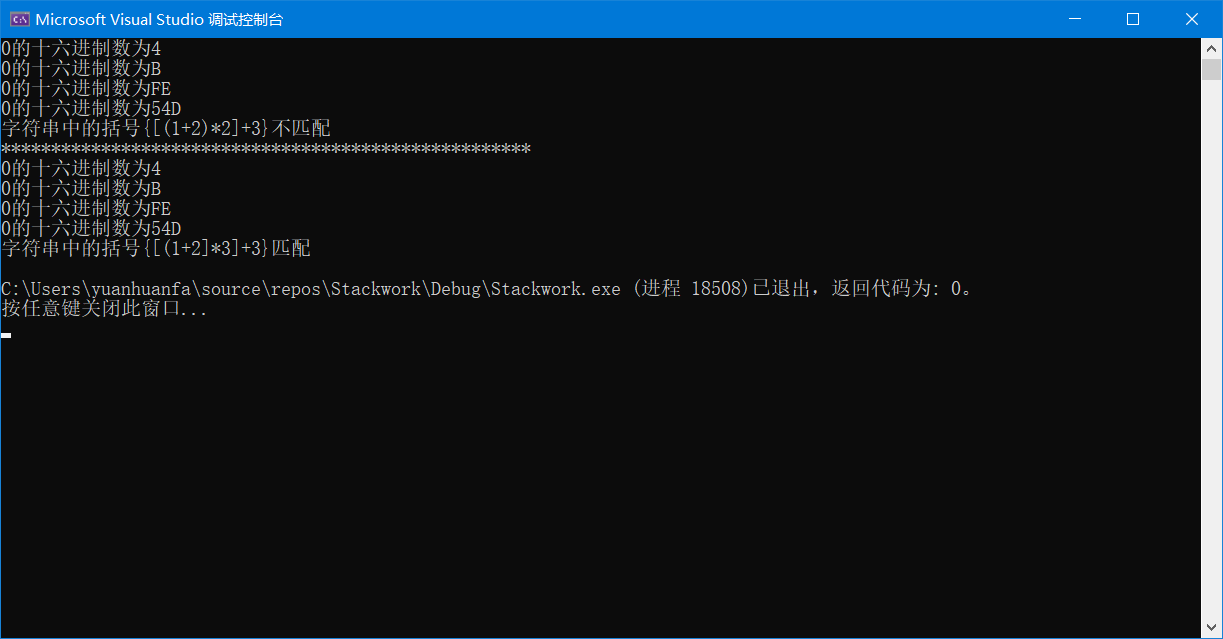 Microsoft Visual Studio 调试控制台
0的十六进制数为4
0的十六进制数为B
0的十六进制数为FE
0的十六进制数为54D
字符串中的括号{[(1+2)*2]+3}不匹配
*****************************************************
0的十六进制数为4
0的十六进制数为B
0的十六进制数为FE
0的十六进制数为54D
字符串中的括号{[(1+2]*3]+3}匹配
C:\Users\yuanhuanfa\source\repos\Stackwork\Debug\Stackwork.exe (进程 18508)已退出，返回代码为: 0。
按任意键关闭此窗口...